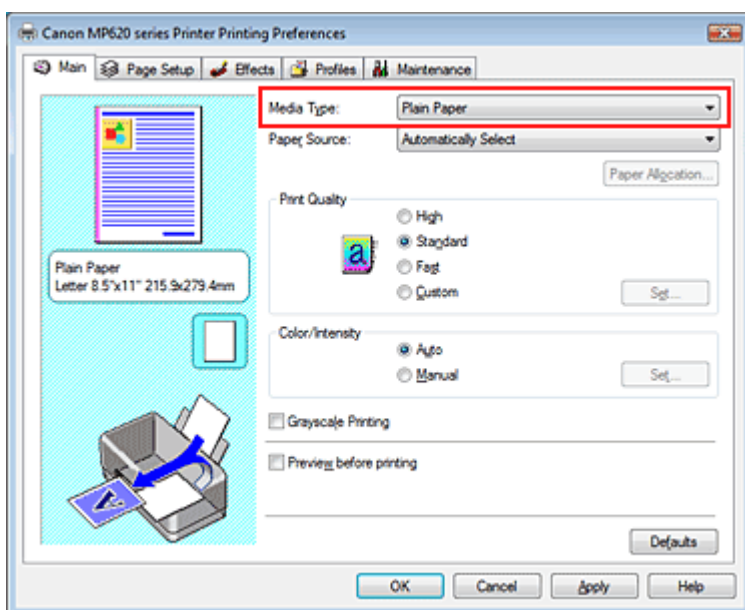 Canon MP620 series Printer Printing Preferences
Main
Page Setup
Effects
Profiles
Maintenance
Media Type:
Plain Paper
Paper Source:
Automatically Select
Paper Allocation...
Print Quality
High
Standard
Fast
Custom
Set...
Plain Paper
Letter 8.5"x11" 215.9x279.4mm
Color/Intensity
Auto
Manual
Set...
Grayscale Printing
Preview before printing
Defaults
OK
Cancel
Apply
Help